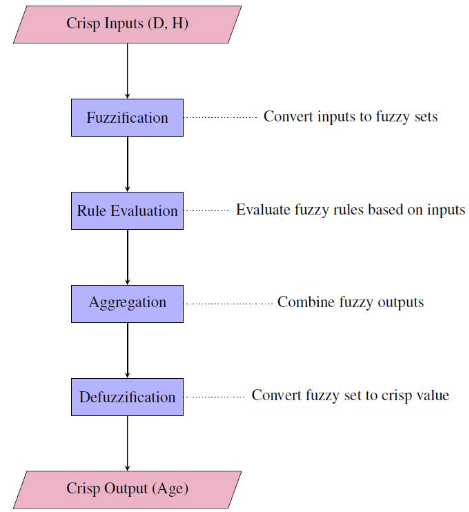 Crisp Inputs (D, H)
Fuzzification
Convert inputs to fuzzy sets
Rule Evaluation
Evaluate fuzzy rules based on inputs
Aggregation
Combine fuzzy outputs
Defuzzification
Convert fuzzy set to crisp value
Crisp Output (Age)